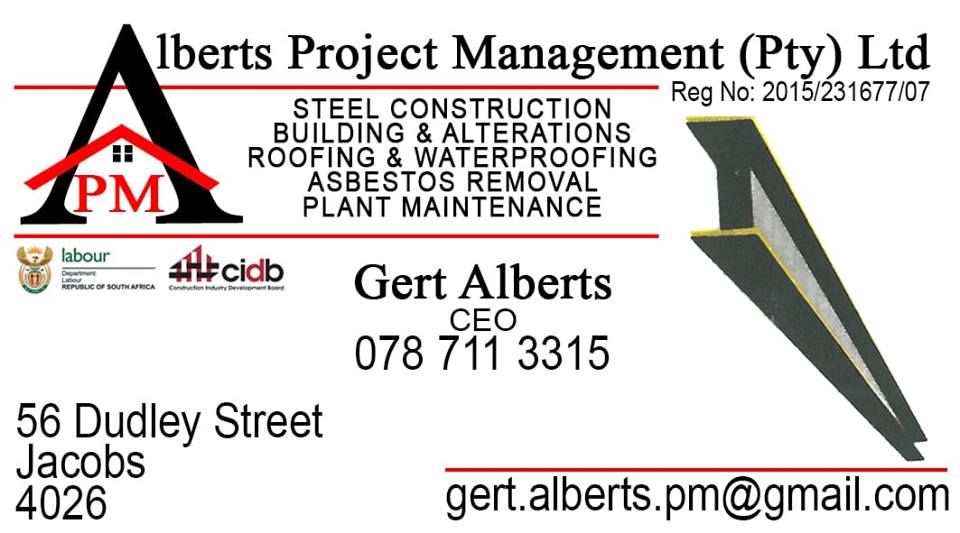 Alberts Project Management (Pty) Ltd
Reg No: 2015/231677/07
STEEL CONSTRUCTION
BUILDING & ALTERATIONS
ROOFING & WATERPROOFING
ASBESTOS REMOVAL
PLANT MAINTENANCE
PM
labour
Department:
Labour
REPUBLIC OF SOUTH AFRICA
cidb
Construction Industry Development Board
Gert Alberts
CEO
078 711 3315
56 Dudley Street
Jacobs
4026
gert.alberts.pm@gmail.com